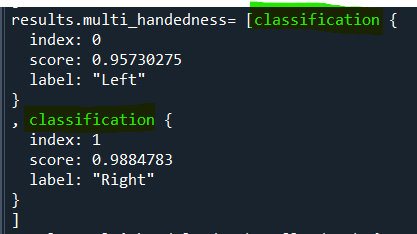 results.multi_handedness= [classification {
  index: 0
  score: 0.95730275
  label: "Left"
}
, classification {
  index: 1
  score: 0.9884783
  label: "Right"
}
]